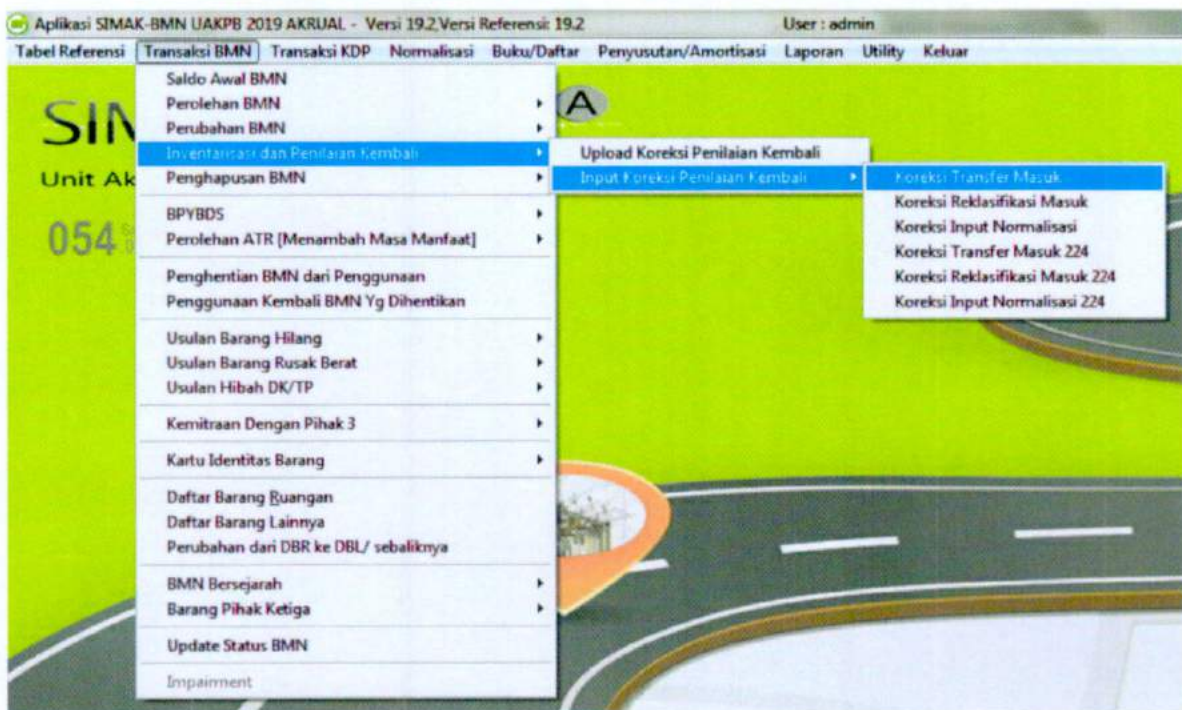 Aplikasi SIMAK-BMN UAKPB 2019 AKRUAL - Versi 19.2,Versi Referensi: 19.2 User : admin
Tabel Referensi Transaksi BMN Transaksi KDP Normalisasi Buku/Daftar Penyusutan/Amortisasi Laporan Utility Keluar
Saldo Awal BMN
Perolehan BMN
Perubahan BMN
Inventarisasi dan Penilaian Kembali
Penghapusan BMN
BPYBDS
Perolehan ATR [Menambah Masa Manfaat]
Penghentian BMN dari Penggunaan
Penggunaan Kembali BMN Yg Dihentikan
Usulan Barang Hilang
Usulan Barang Rusak Berat
Usulan Hibah DK/TP
Kemitraan Dengan Pihak 3
Kartu Identitas Barang
Daftar Barang Ruangan
Daftar Barang Lainnya
Perubahan dari DBR ke DBL/ sebaliknya
BMN Bersejarah
Barang Pihak Ketiga
Update Status BMN
Impairment
Upload Koreksi Penilaian Kembali
Input Koreksi Penilaian Kembali
Koreksi Transfer Masuk
Koreksi Reklasifikasi Masuk
Koreksi Input Normalisasi
Koreksi Transfer Masuk 224
Koreksi Reklasifikasi Masuk 224
Koreksi Input Normalisasi 224
SIM
A
Unit Ak
054